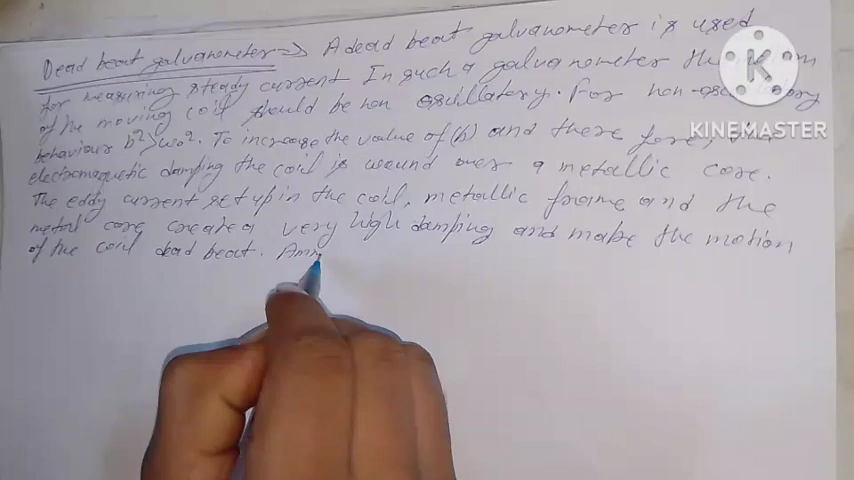 Dead beat galvanometer => A dead beat galvanometer is used
for measuring steady current In such a galvanometer the
of the moving coil should be non oscillatory. For non-oscillatory
behaviour b²>ω0². To increase the value of (b) and there fore,
electromagnetic damping the coil is wound over a metallic core.
The eddy current set up in the coil, metallic frame and the
metal core create a very high damping and make the motion
of the coil dead beat.
KINEMASTER